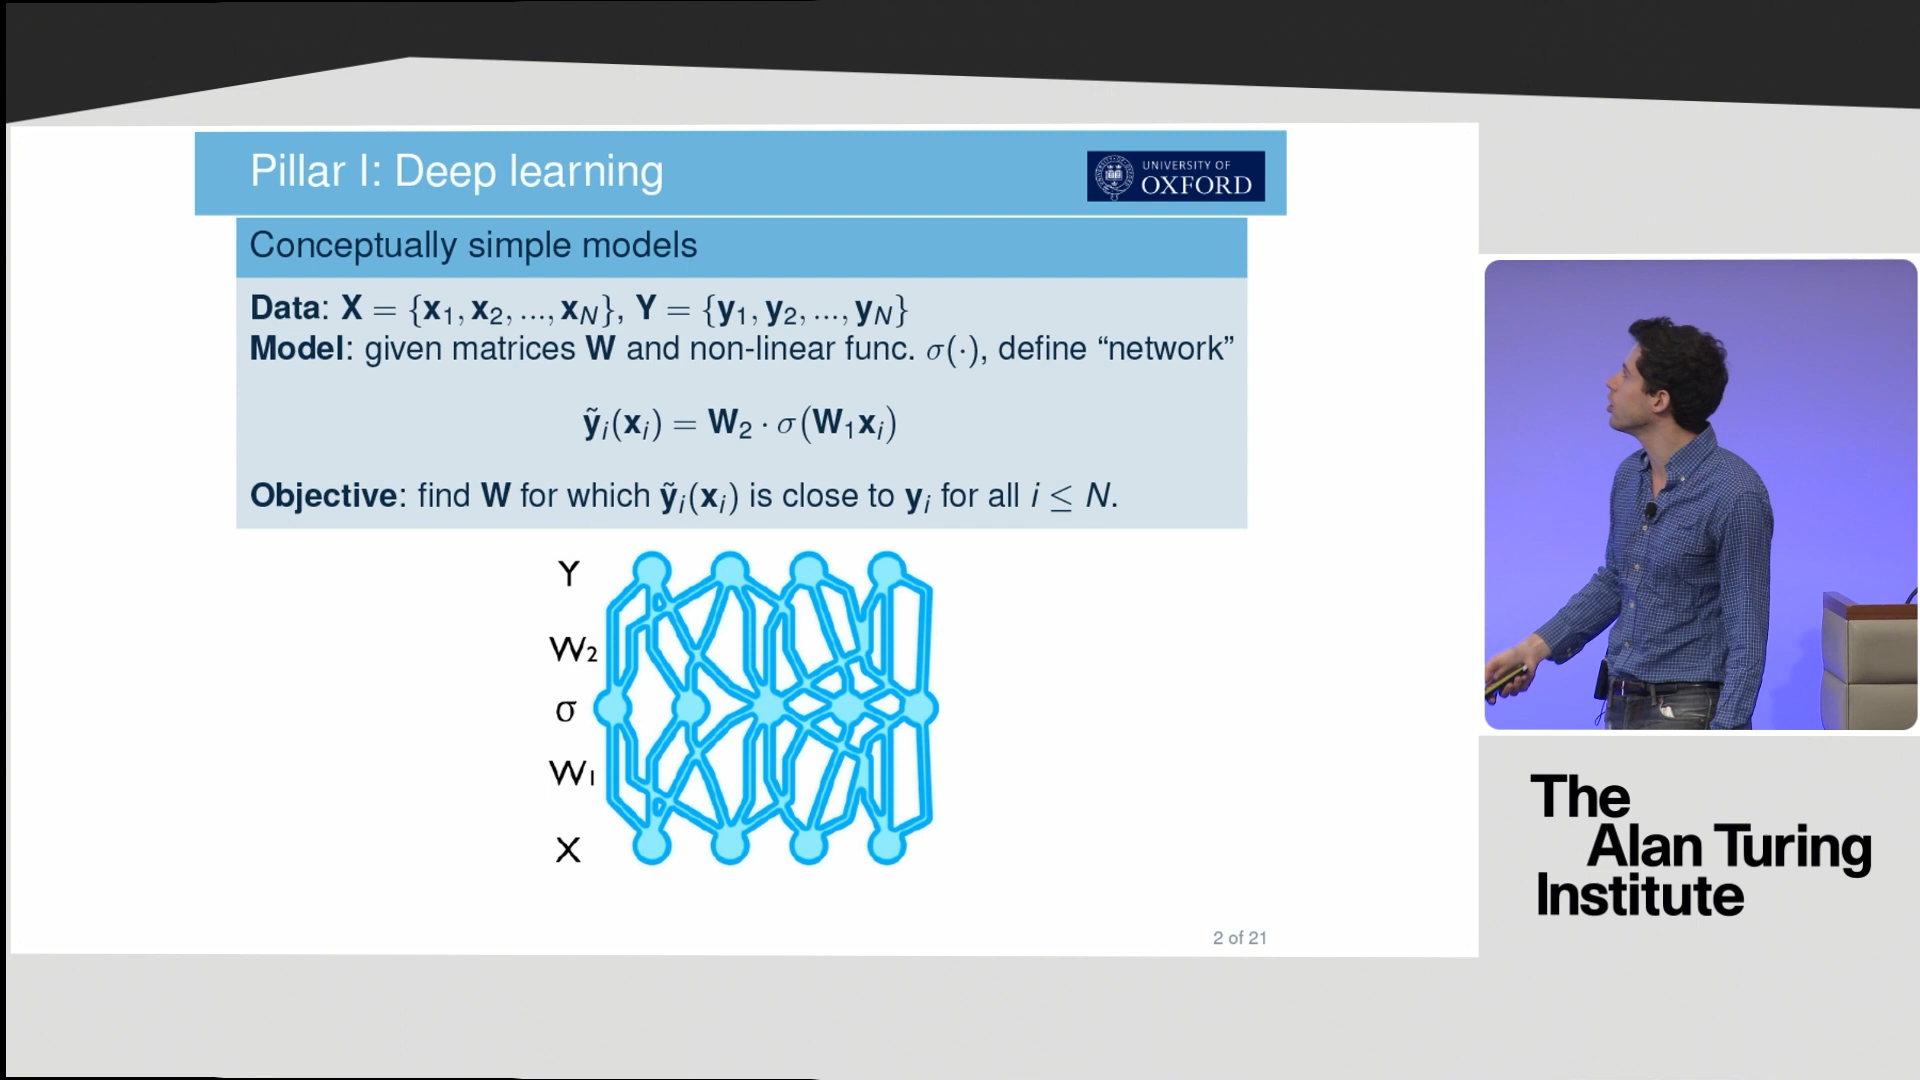 Pillar I: Deep learning
UNIVERSITY OF
OXFORD
Conceptually simple models
Data: X = {x₁, x₂, ..., x_N}, Y = {y₁, y₂, ..., y_N}
Model: given matrices W and non-linear func. σ(·), define “network”
ỹᵢ(xᵢ) = W₂ · σ(W₁xᵢ)
Objective: find W for which ỹᵢ(xᵢ) is close to yᵢ for all i ≤ N.
Y
W₂
σ
W₁
X
2 of 21
The
Alan Turing
Institute